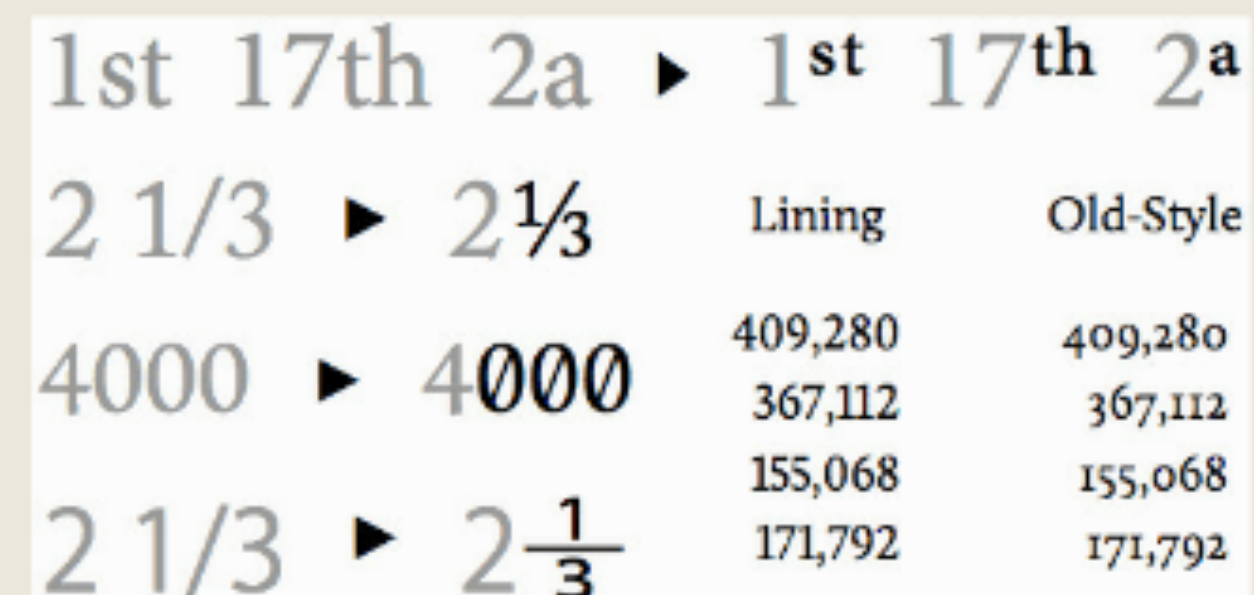 1st 17th 2a ▸ 1st 17th 2a
2 1/3 ▸ 2⅓
Lining Old-Style
4000 ▸ 4000
409,280 409,280
367,112 367,112
155,068 155,068
171,792 171,792
2 1/3 ▸ 2 1/3